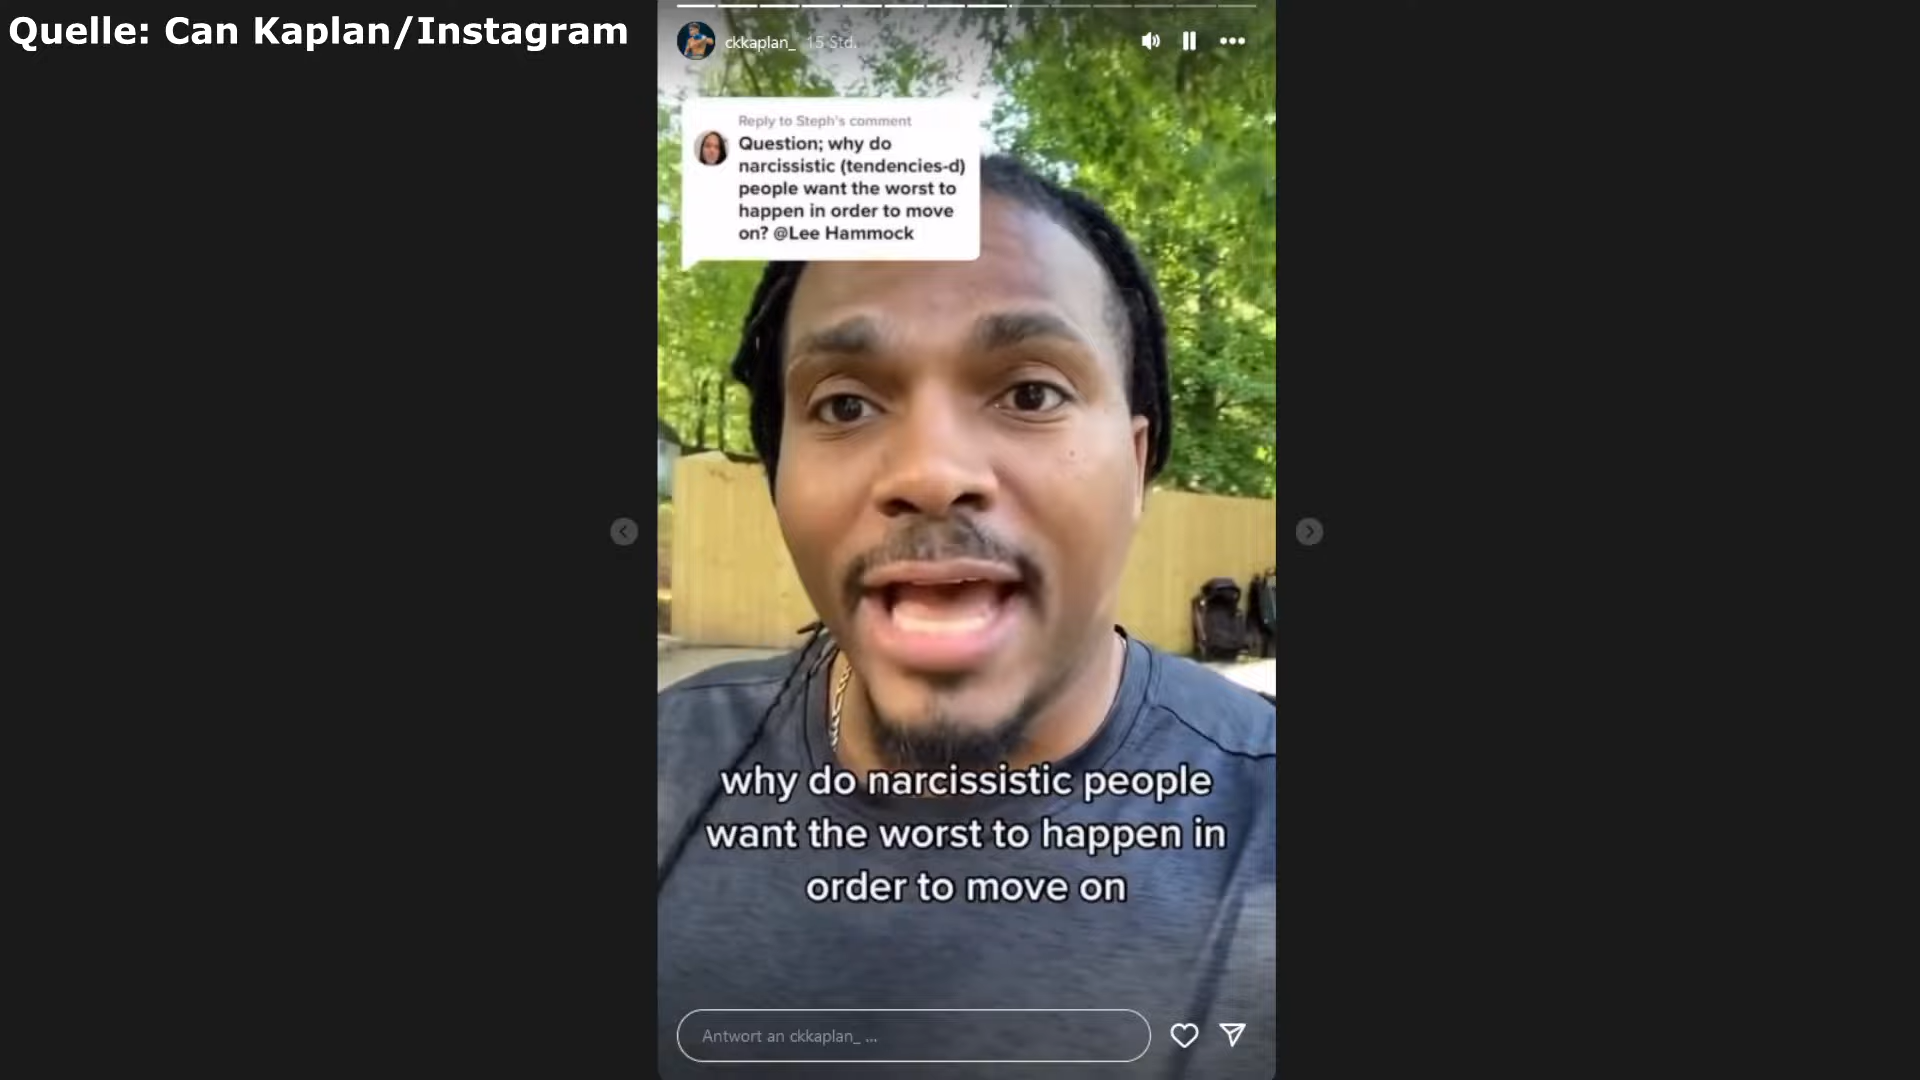 Quelle: Can Kaplan/Instagram
ckkaplan_ 15 Std.
Reply to Steph's comment
Question; why do
narcissistic (tendencies-d)
people want the worst to
happen in order to move
on? @Lee Hammock
why do narcissistic people
want the worst to happen in
order to move on
Antwort an ckkaplan_ ...